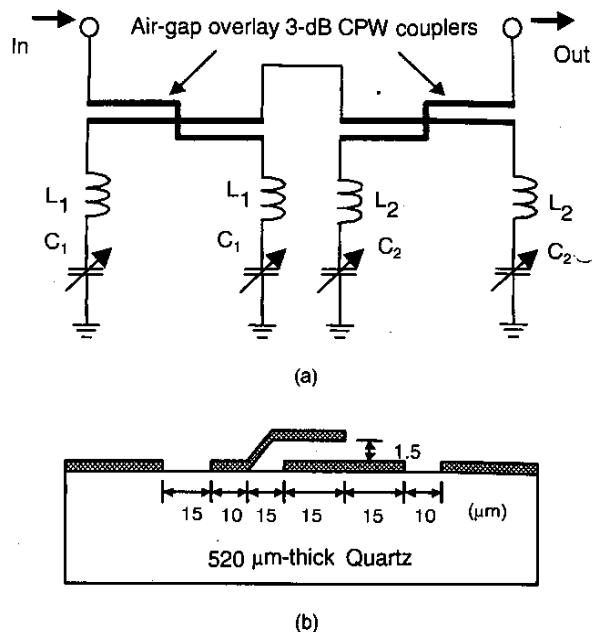 In
Air-gap overlay 3-dB CPW couplers
Out
L1
L1
L2
L2
C1
C1
C2
C2
(a)
1.5
15 10 15 15 15 10 (μm)
520 μm-thick Quartz
(b)